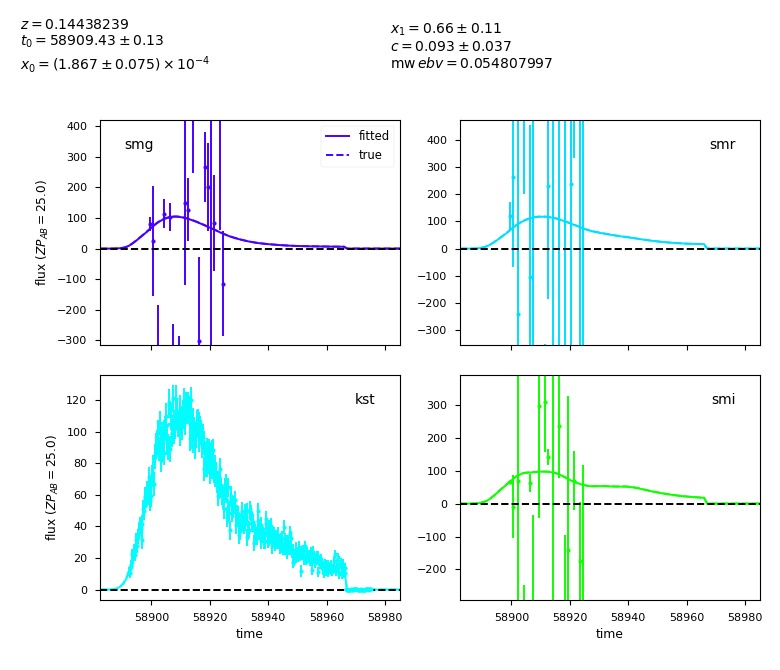 z = 0.14438239
t₀ = 58909.43 ± 0.13
x₀ = (1.867 ± 0.075) × 10⁻⁴
x₁ = 0.66 ± 0.11
c = 0.093 ± 0.037
mw ebv = 0.054807997
smg
fitted
true
400
300
200
100
0
−100
−200
−300
flux (ZP_AB = 25.0)
smr
400
300
200
100
0
−100
−200
−300
kst
120
100
80
60
40
20
0
flux (ZP_AB = 25.0)
58900 58920 58940 58960 58980
time
smi
300
200
100
0
−100
−200
58900 58920 58940 58960 58980
time